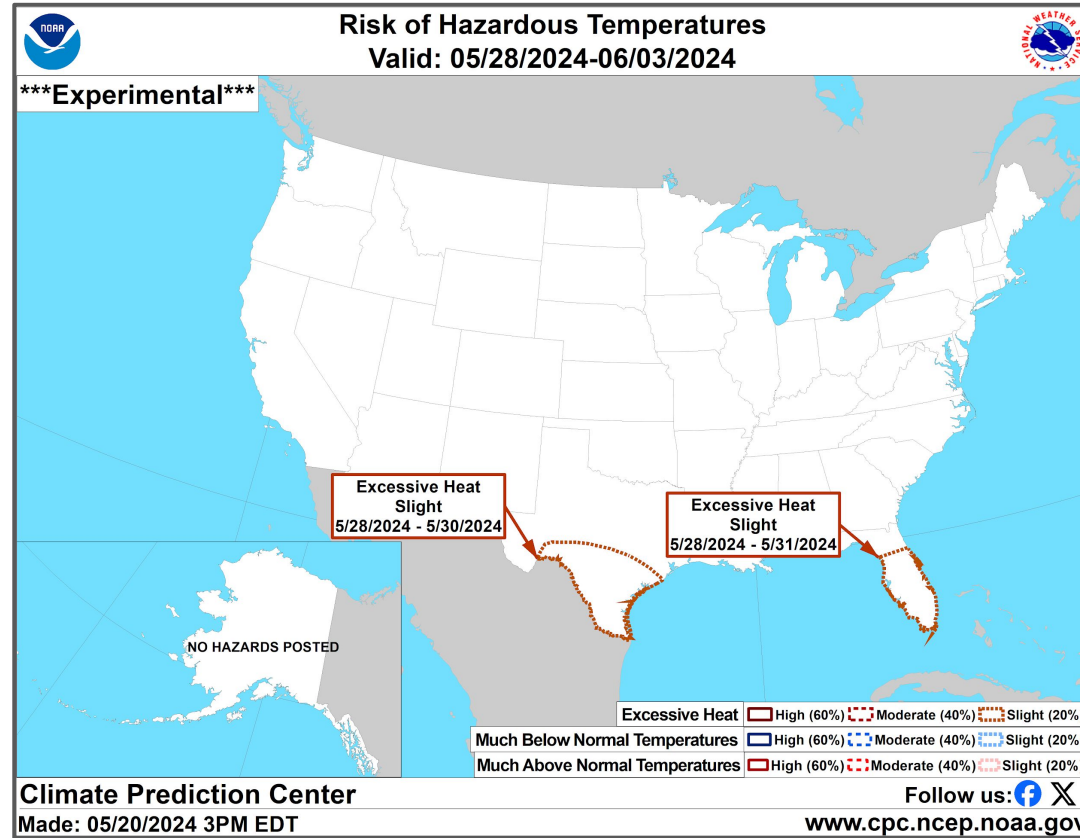 NOAA
Risk of Hazardous Temperatures
Valid: 05/28/2024-06/03/2024
NATIONAL WEATHER SERVICE
***Experimental***
Excessive Heat
Slight
5/28/2024 - 5/30/2024
Excessive Heat
Slight
5/28/2024 - 5/31/2024
NO HAZARDS POSTED
Excessive Heat High (60%) Moderate (40%) Slight (20%
Much Below Normal Temperatures High (60%) Moderate (40%) Slight (20%
Much Above Normal Temperatures High (60%) Moderate (40%) Slight (20%
Climate Prediction Center
Follow us:
Made: 05/20/2024 3PM EDT
www.cpc.ncep.noaa.gov